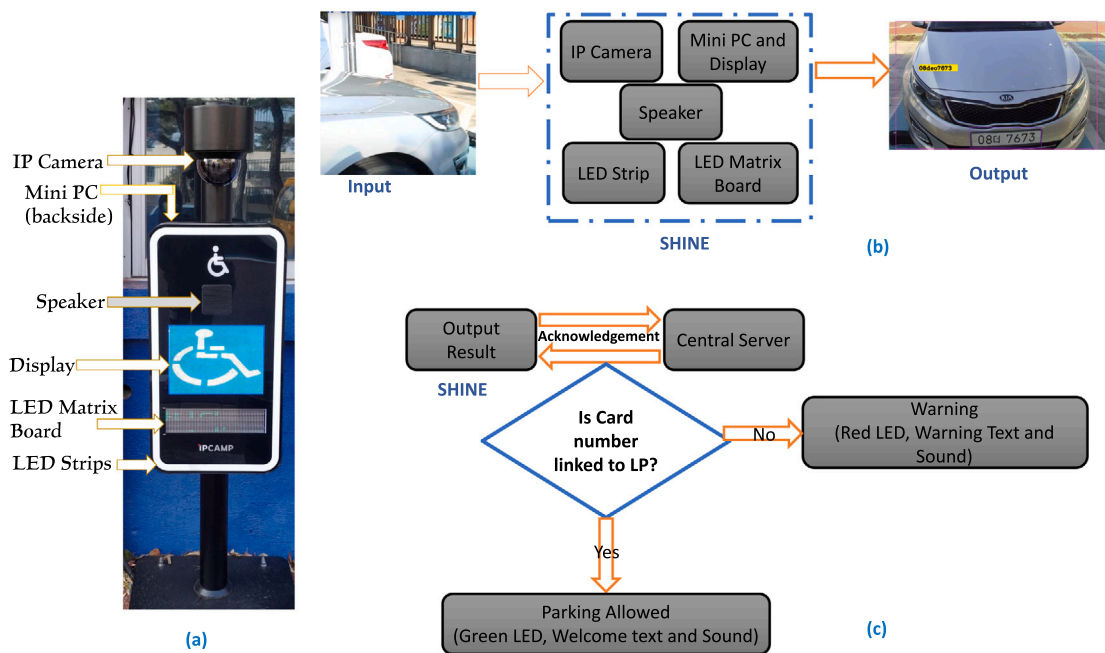 IP Camera
Mini PC
(backside)
Speaker
Display
LED Matrix
Board
LED Strips
IPCAMP
(a)
Input
IP Camera
Mini PC and
Display
Speaker
LED Strip
LED Matrix
Board
SHINE
08deo7673
KIA
08더 7673
Output
(b)
Output
Result
Acknowledgement
Central Server
SHINE
Is Card
number
linked to LP?
No
Warning
(Red LED, Warning Text and
Sound)
Yes
Parking Allowed
(Green LED, Welcome text and Sound)
(c)